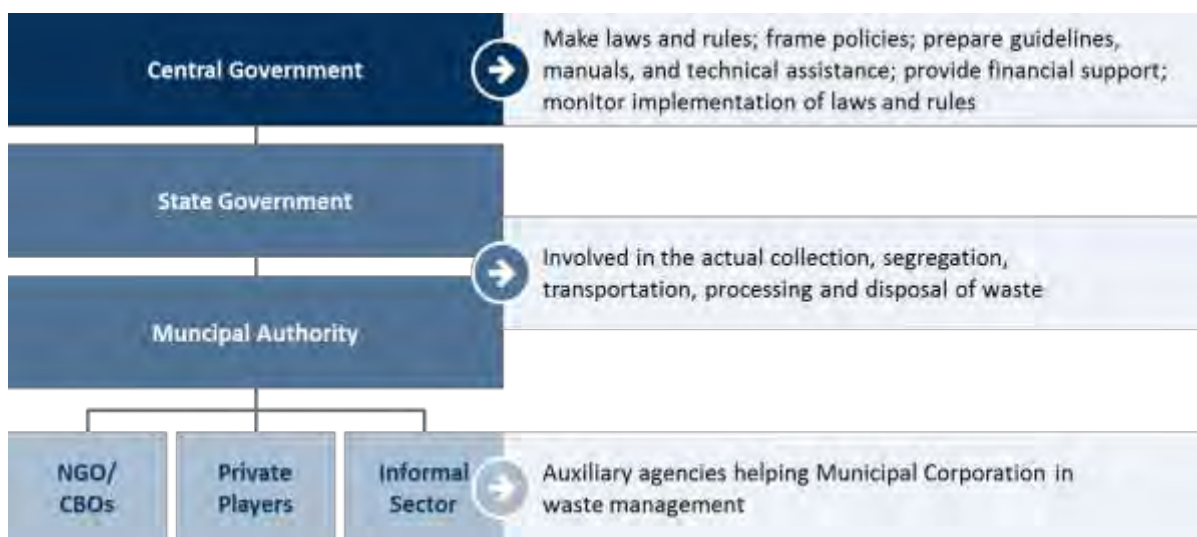 Central Government
Make laws and rules; frame policies; prepare guidelines,
manuals, and technical assistance; provide financial support;
monitor implementation of laws and rules
State Government
Involved in the actual collection, segregation,
transportation, processing and disposal of waste
Muncipal Authority
NGO/
CBOs
Private
Players
Informal
Sector
Auxiliary agencies helping Municipal Corporation in
waste management